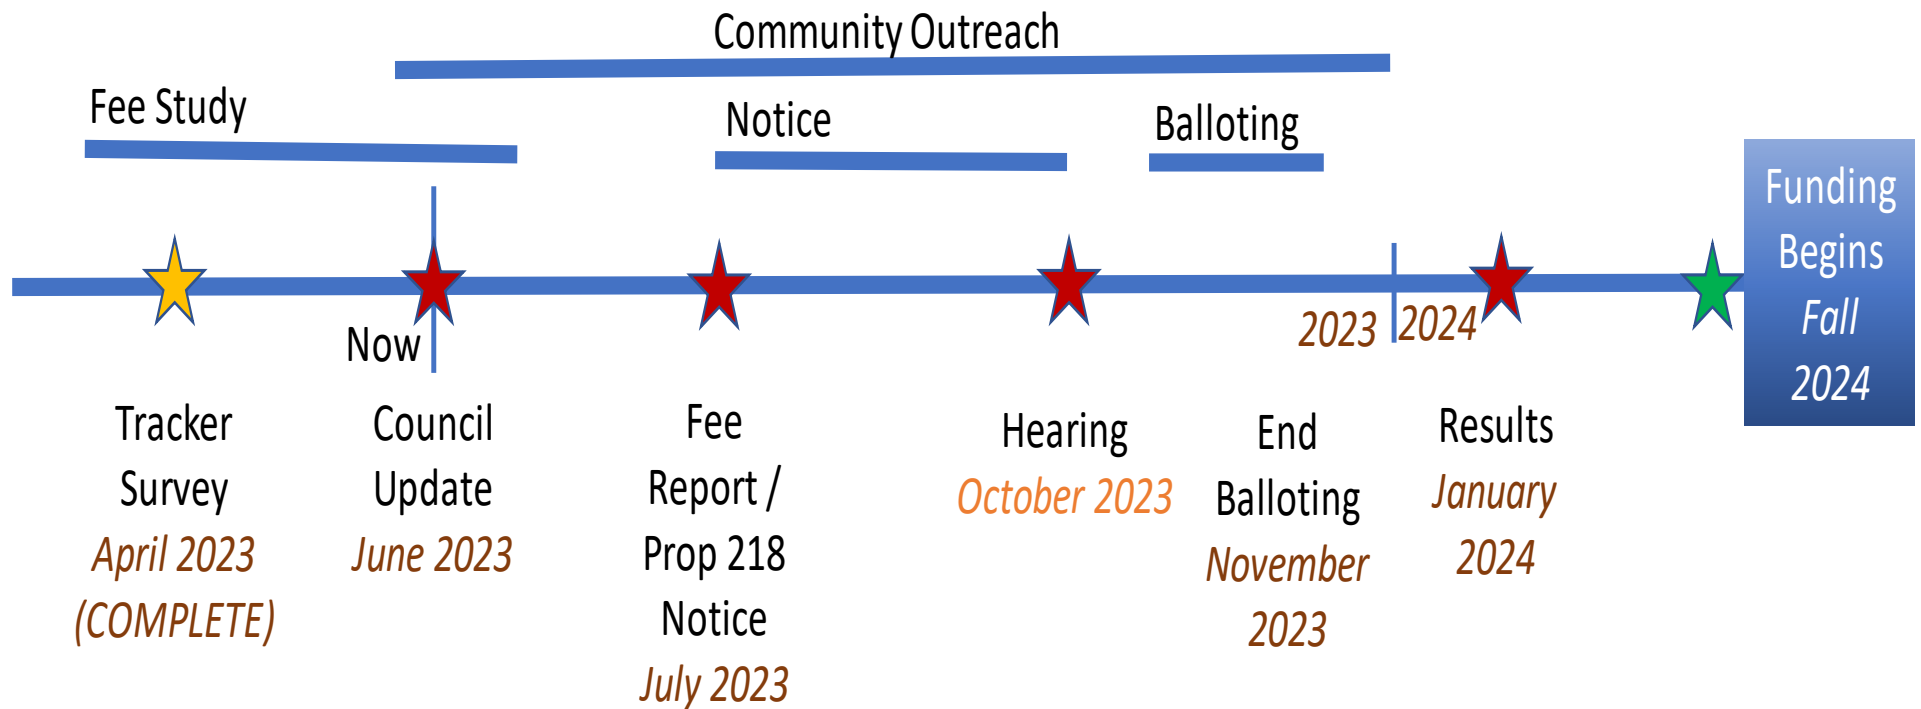 Community Outreach
Fee Study
Notice
Balloting
Funding
Begins
Fall
2024
Now
2023
2024
Tracker
Survey
April 2023
(COMPLETE)
Council
Update
June 2023
Fee
Report /
Prop 218
Notice
July 2023
Hearing
October 2023
End
Balloting
November
2023
Results
January
2024